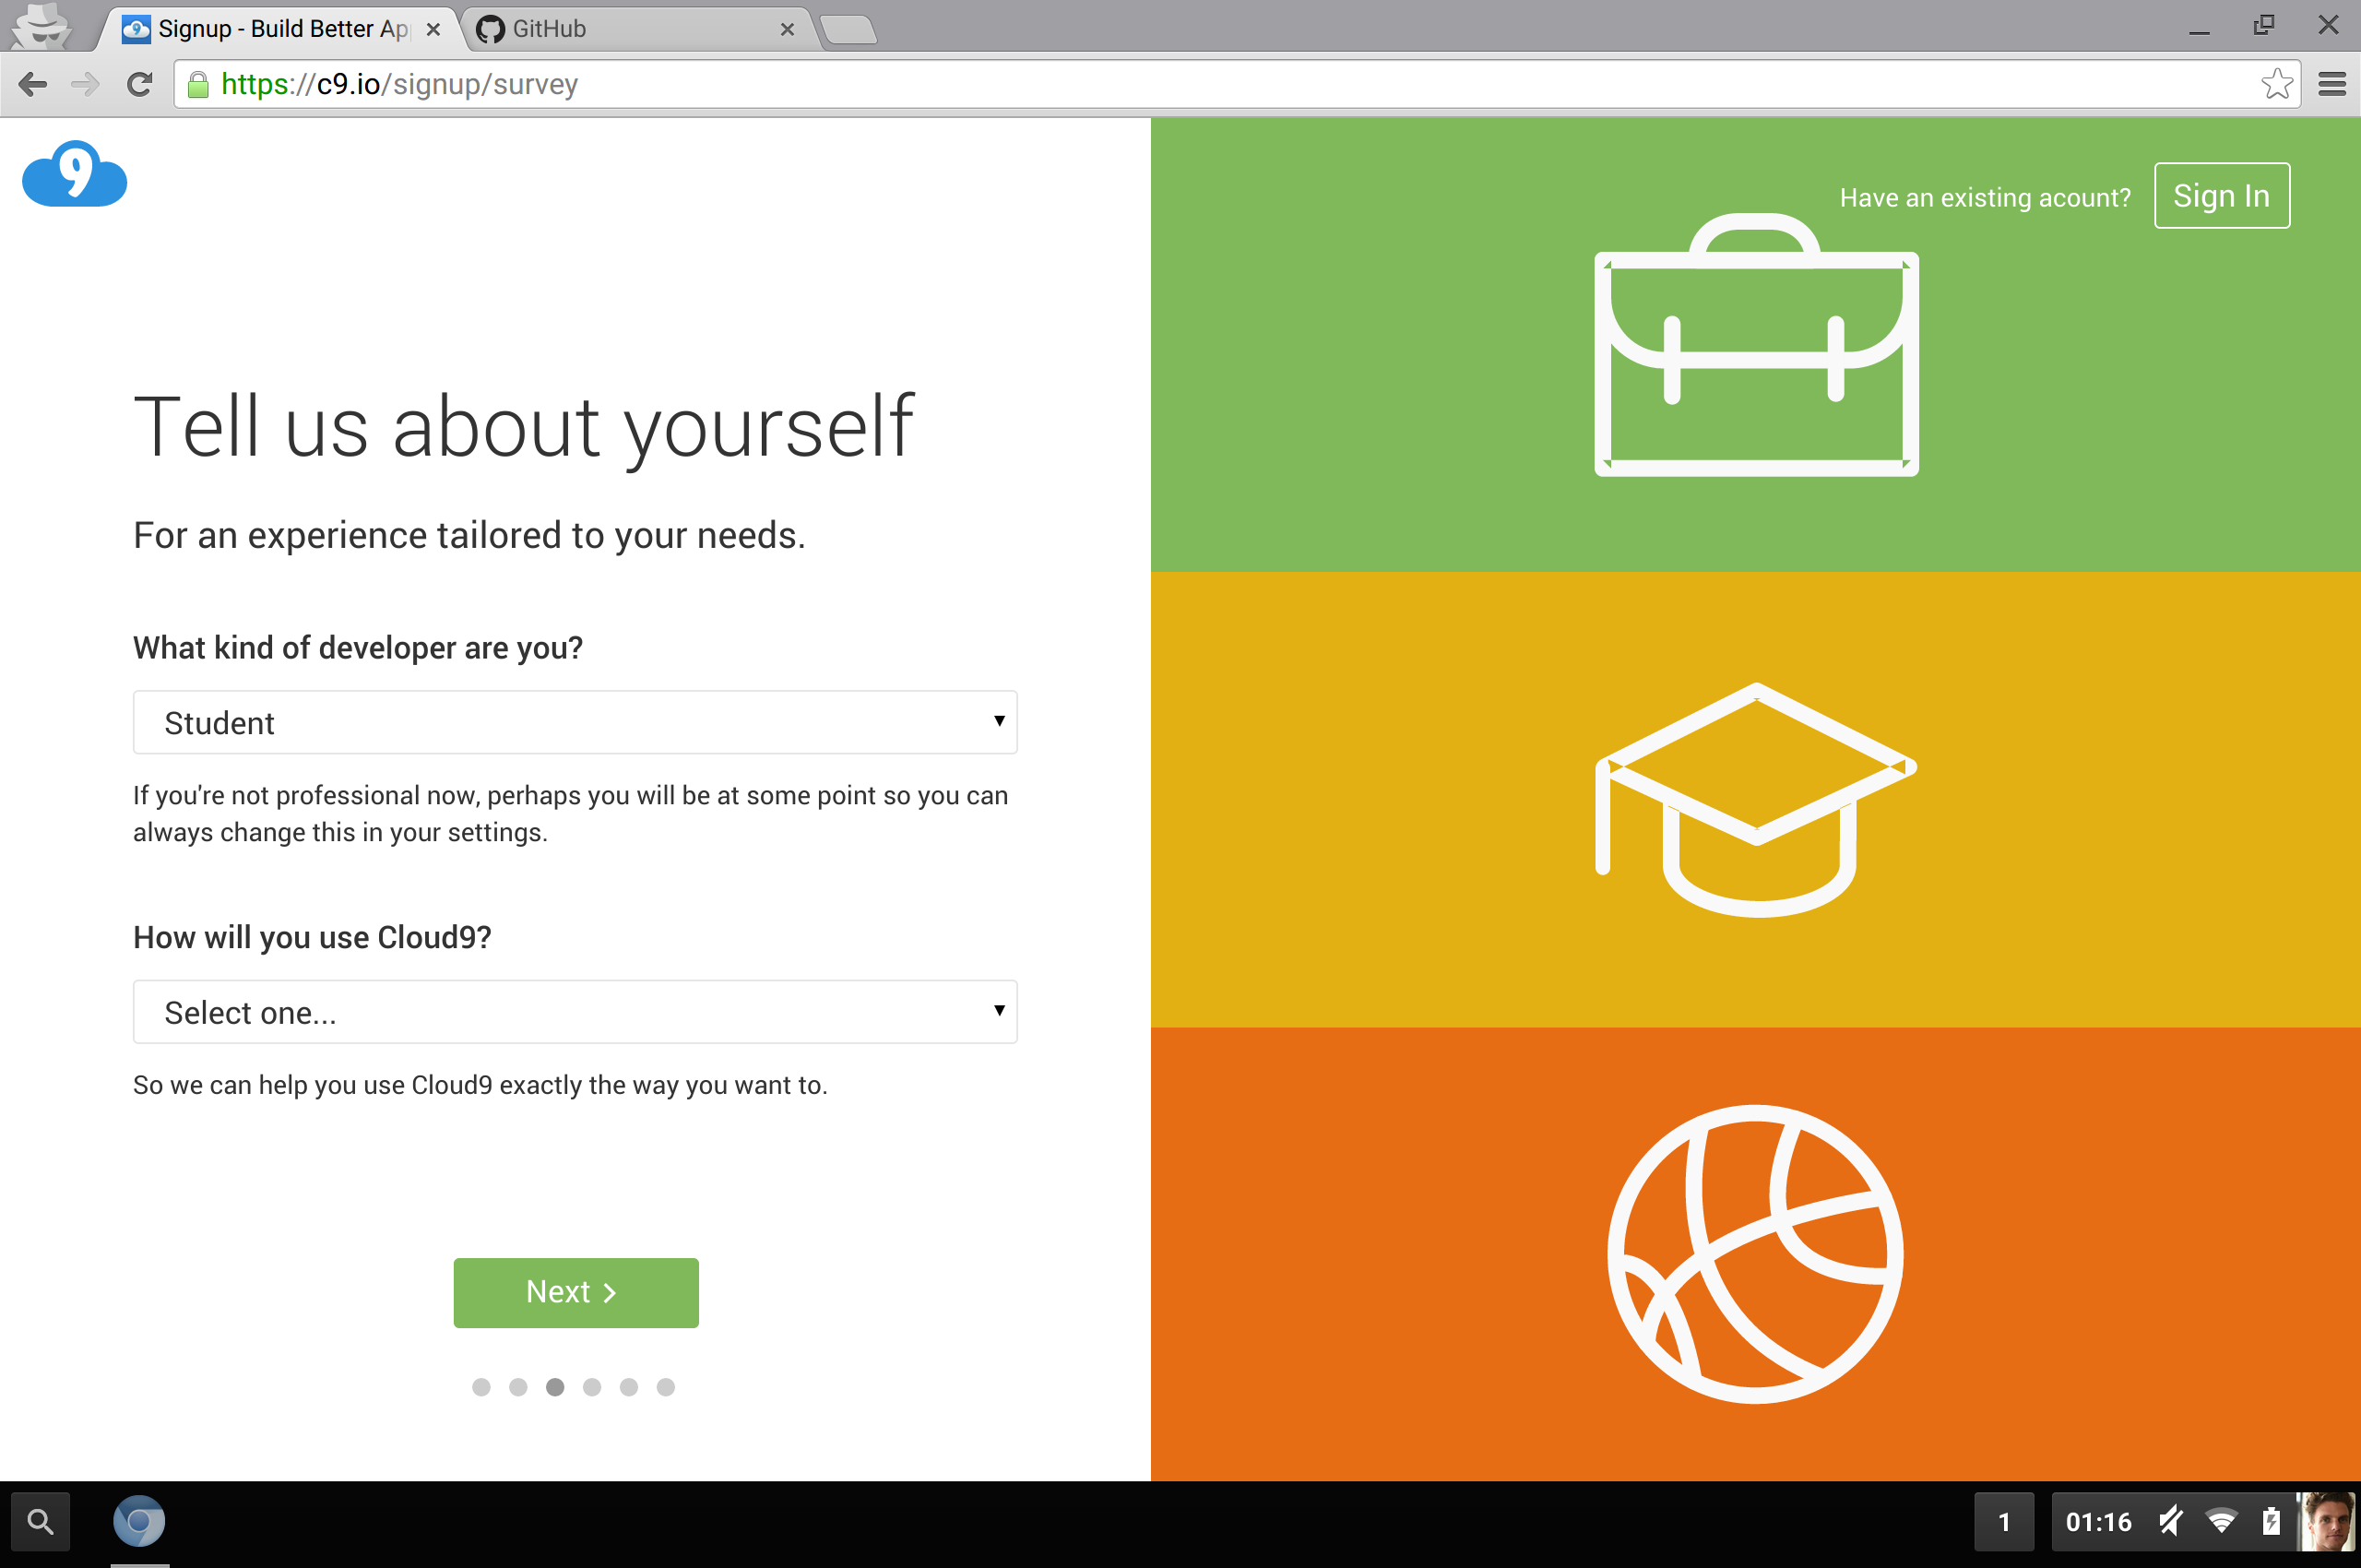 Signup - Build Better Ap
GitHub
https://c9.io/signup/survey
9
Have an existing acount?
Sign In
Tell us about yourself
For an experience tailored to your needs.
What kind of developer are you?
Student
If you're not professional now, perhaps you will be at some point so you can
always change this in your settings.
How will you use Cloud9?
Select one...
So we can help you use Cloud9 exactly the way you want to.
Next
1
01:16